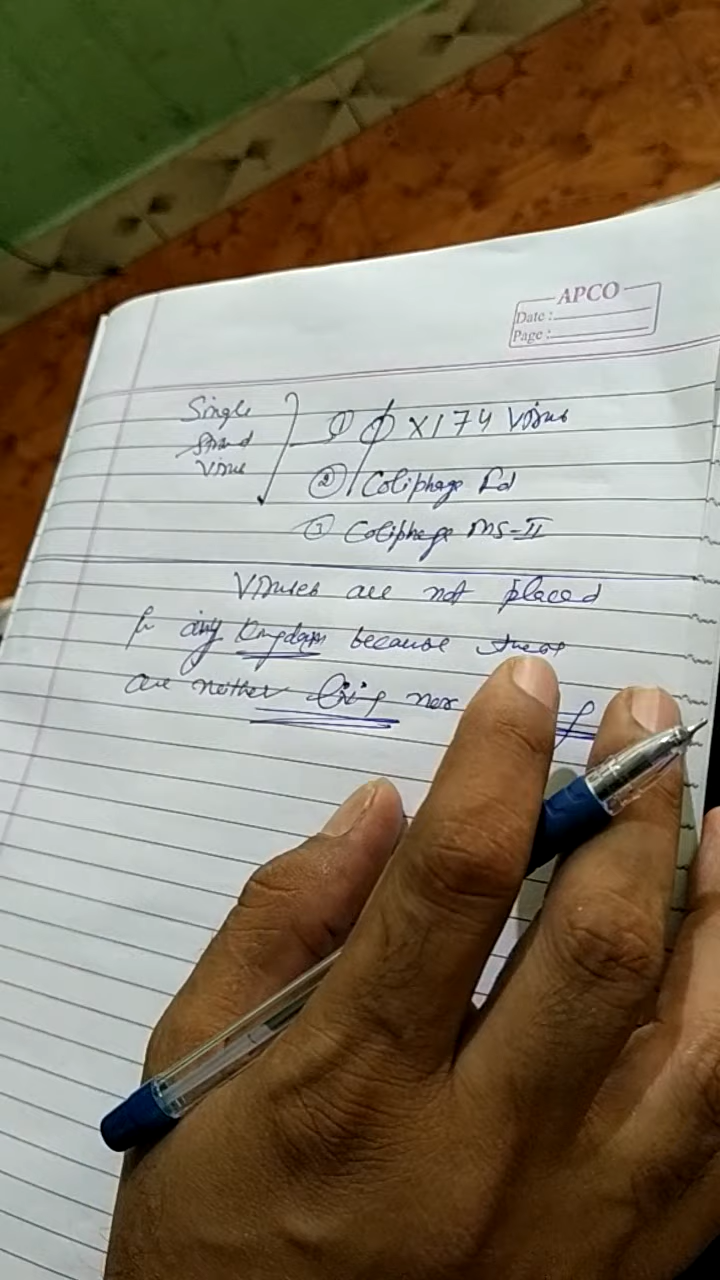 APCO
Date :
Page :
Single
Strand
Virus
① ϕ X174 Virus
② Coliphage fd
③ Coliphage MS-II
Viruses are not placed
in any kingdom because these
are neither living nor